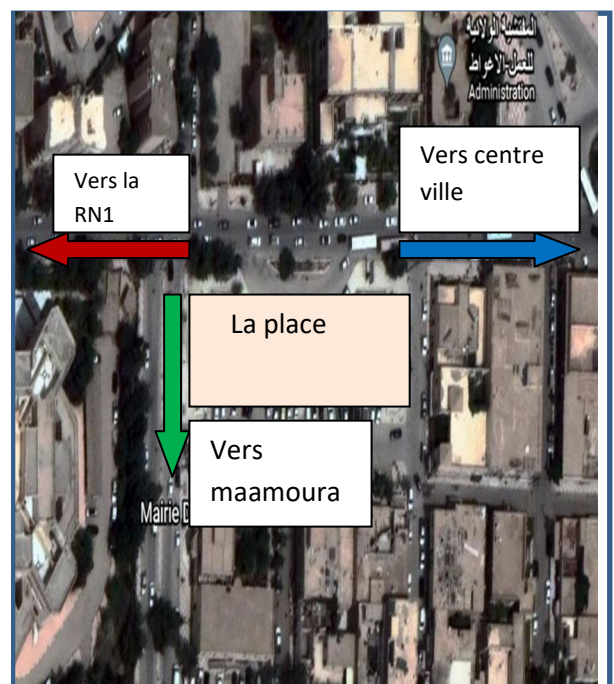 المفتشية الولائية
للعمل-الاغواط
Administration
Vers centre
ville
Vers la
RN1
La place
Vers
maamoura
Mairie D